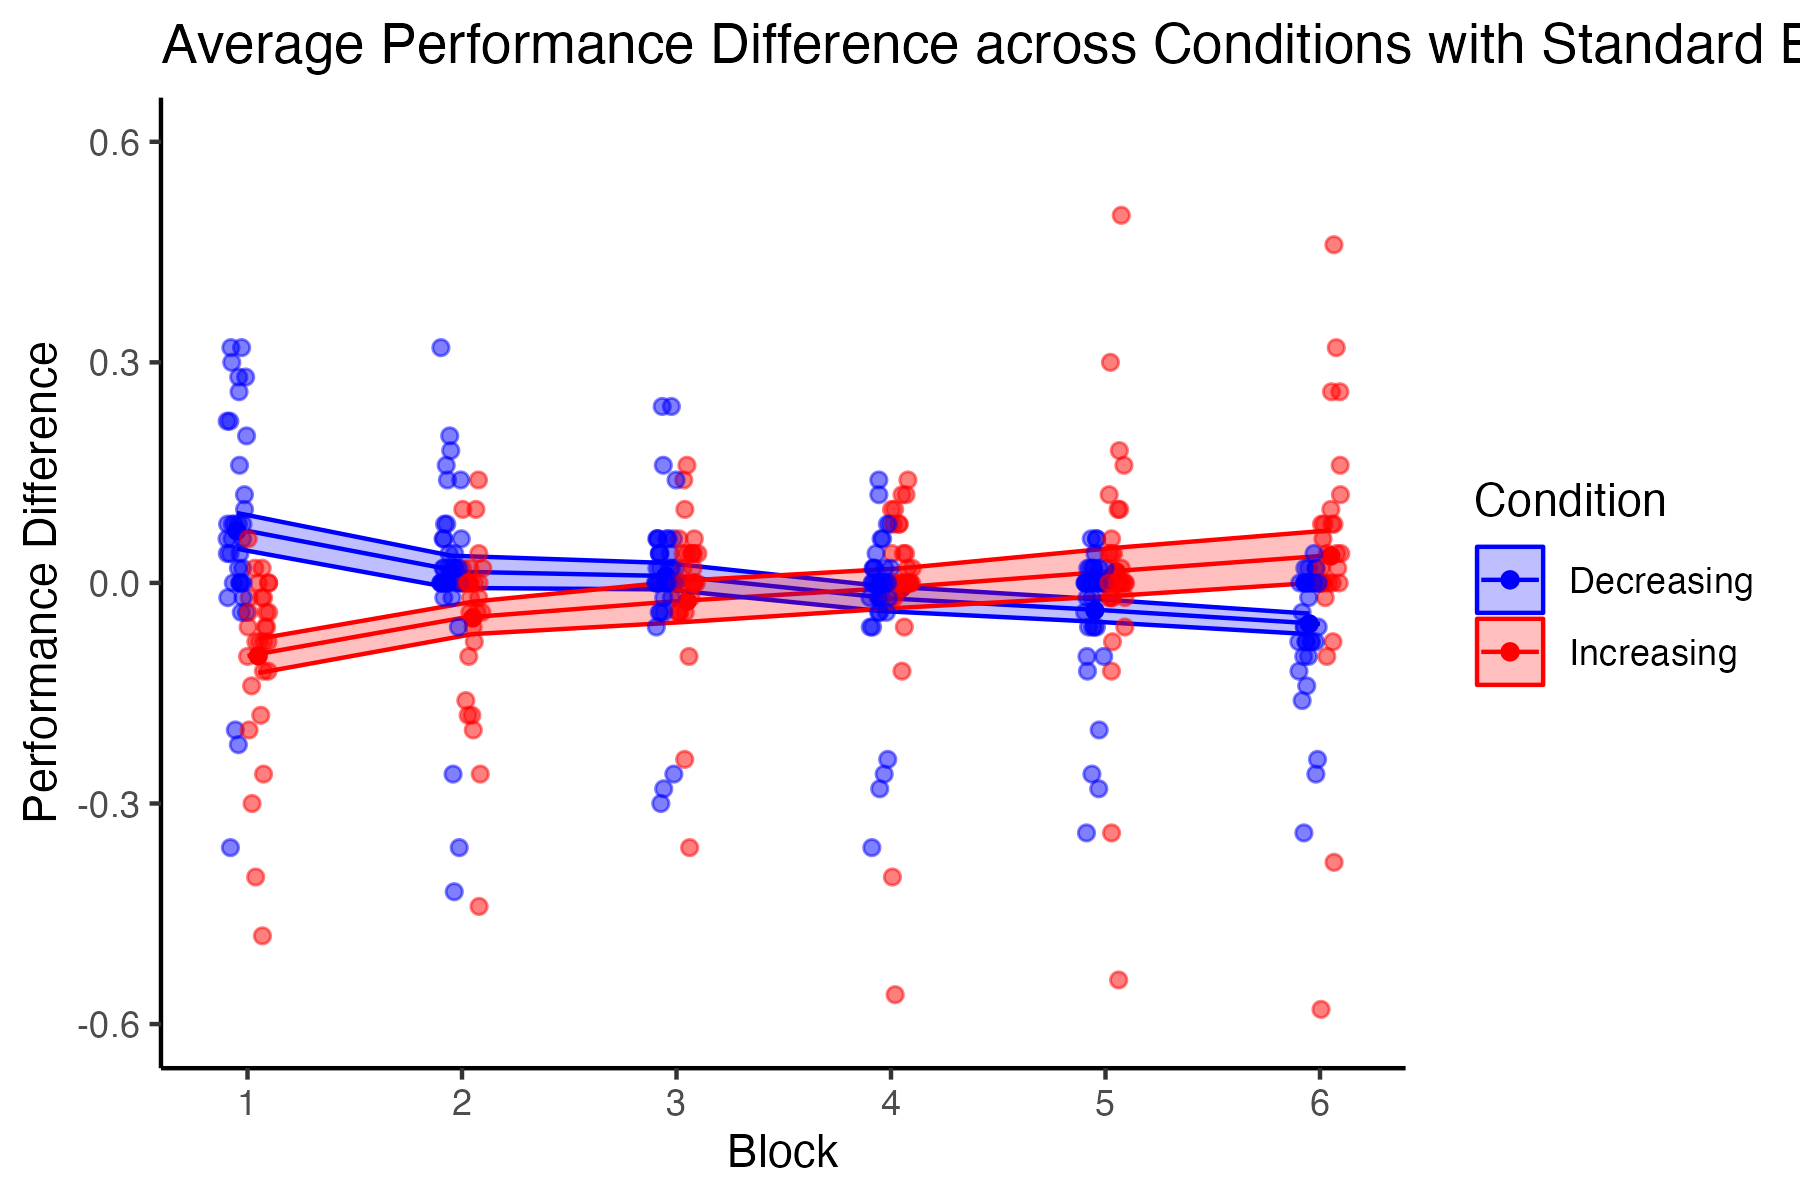 Average Performance Difference across Conditions with Standard E
Performance Difference
0.6
0.3
0.0
-0.3
-0.6
1 2 3 4 5 6
Block
Condition
Decreasing
Increasing